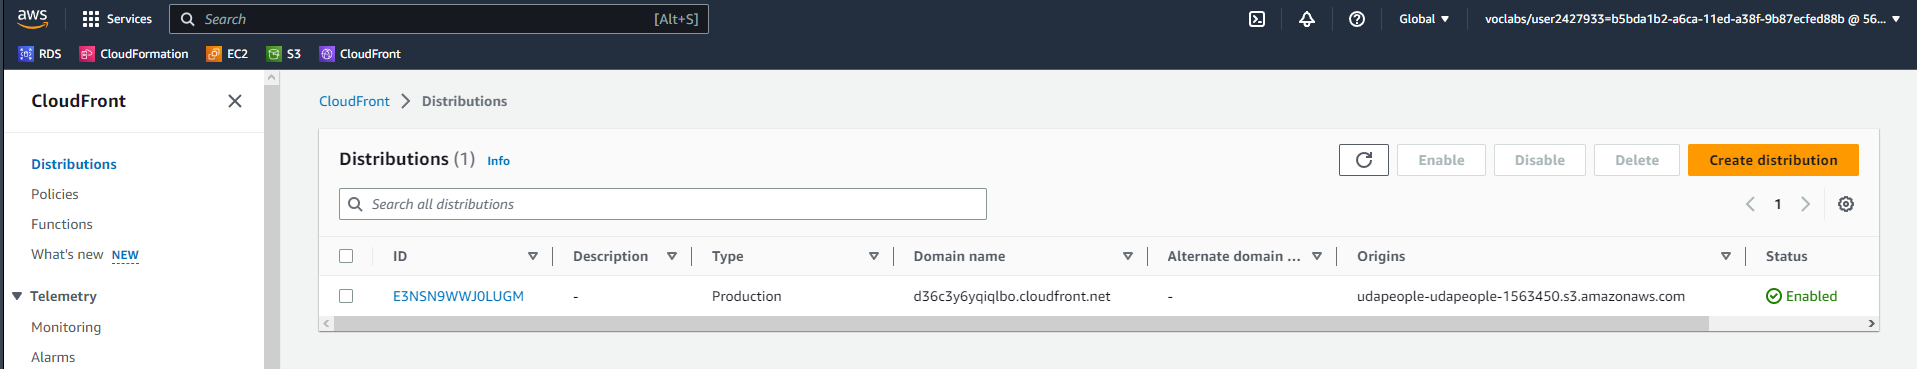 aws Services Search [Alt+S] Global voclabs/user2427933=b5bda1b2-a6ca-11ed-a38f-9b87ecfed88b @ 56...
RDS CloudFormation EC2 S3 CloudFront
CloudFront
Distributions
Policies
Functions
What's new NEW
Telemetry
Monitoring
Alarms
CloudFront Distributions
Distributions (1) Info Enable Disable Delete Create distribution
Search all distributions 1
ID Description Type Domain name Alternate domain ... Origins Status
E3NSN9WWJ0LUGM - Production d36c3y6yqiqlbo.cloudfront.net - udapeople-udapeople-1563450.s3.amazonaws.com Enabled